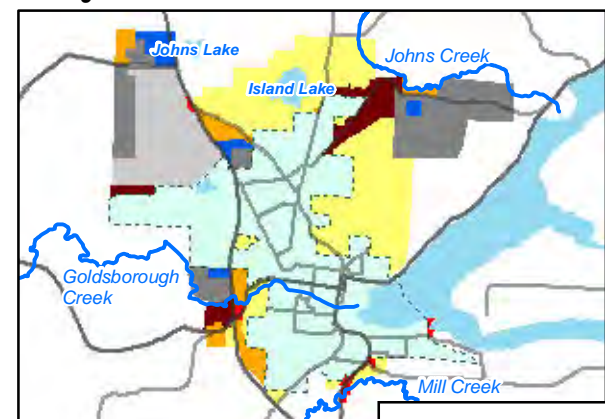 Johns Lake
Johns Creek
Island Lake
Goldsborough
Creek
Mill Creek